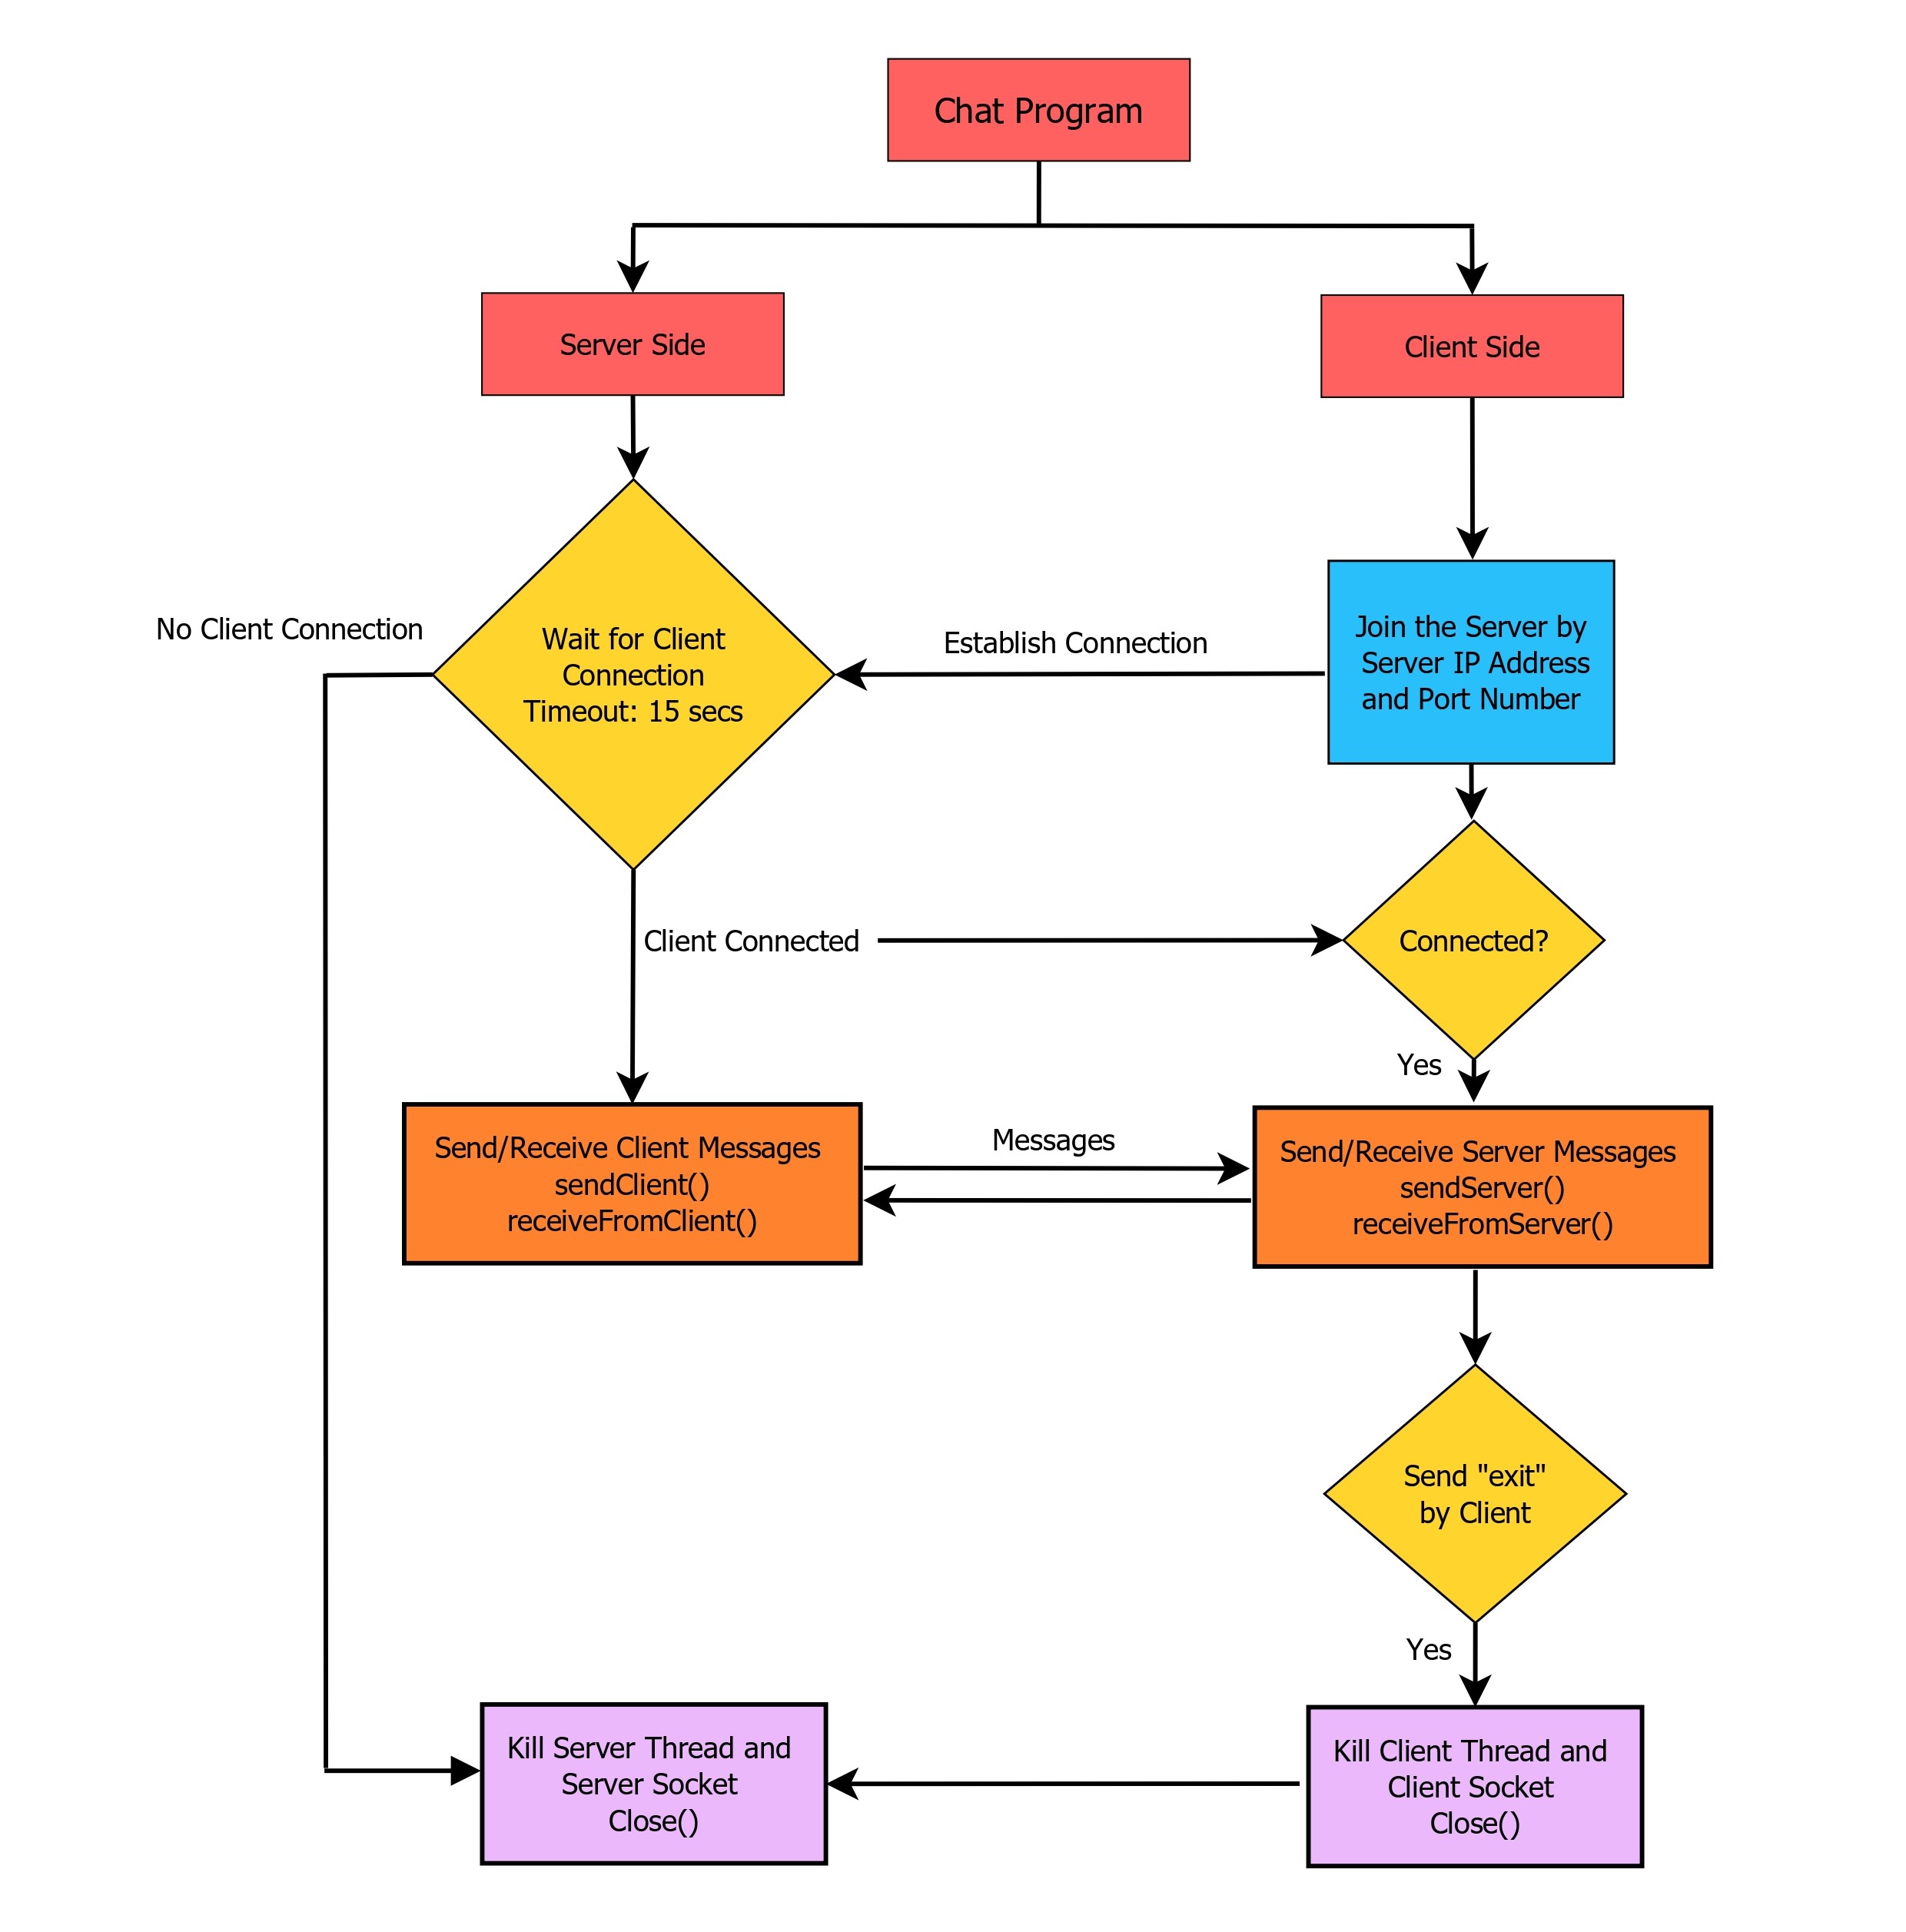 Chat Program
Server Side
Client Side
No Client Connection
Wait for Client
Connection
Timeout: 15 secs
Establish Connection
Join the Server by
Server IP Address
and Port Number
Client Connected
Connected?
Yes
Send/Receive Client Messages
sendClient()
receiveFromClient()
Messages
Send/Receive Server Messages
sendServer()
receiveFromServer()
Send "exit"
by Client
Yes
Kill Server Thread and
Server Socket
Close()
Kill Client Thread and
Client Socket
Close()